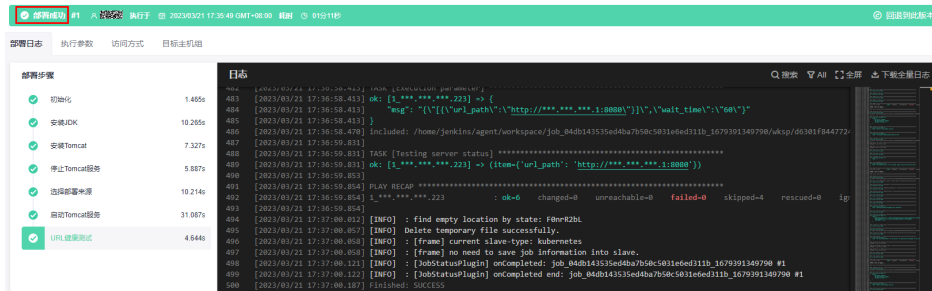 部署成功 #1 执行于 2023/03/21 17:35:49 GMT+08:00 耗时 01分11秒 回退到此版本
部署日志 执行参数 访问方式 目标主机组
部署步骤
初始化 1.465s
安装JDK 10.265s
安装Tomcat 7.327s
停止Tomcat服务 5.887s
选择部署来源 10.214s
启动Tomcat服务 31.087s
URL健康测试 4.644s
日志 搜索 All 全屏 下载全量日志
482 [2023/03/21 17:36:58.413] TASK [Execution parameter]
483 [2023/03/21 17:36:58.413] ok: [1_***.***.***.223] => {
484 [2023/03/21 17:36:58.413] "msg": "{\"[{\"url_path\":\"http://***.***.***.1:8080\"}]\",\"wait_time\":\"60\"}"
485 [2023/03/21 17:36:58.413] }
486 [2023/03/21 17:36:58.470] included: /home/jenkins/agent/workspace/job_04db143535ed4ba7b50c5031e6ed311b_1679391349790/wksp/d6301f8444772
487 [2023/03/21 17:36:59.831]
488 [2023/03/21 17:36:59.831] TASK [Testing server status] **********************************************
489 [2023/03/21 17:36:59.831] ok: [1_***.***.***.223] => (item={'url_path': 'http://***.***.***.1:8080'})
490 [2023/03/21 17:36:59.853]
491 [2023/03/21 17:36:59.854] PLAY RECAP *************************************************************
492 [2023/03/21 17:36:59.854] 1_***.***.***.223 : ok=6 changed=0 unreachable=0 failed=0 skipped=4 rescued=0 ign
493 [2023/03/21 17:36:59.854]
494 [2023/03/21 17:37:00.012] [INFO] : find empty location by state: F0nrR2bL
495 [2023/03/21 17:37:00.057] [INFO] Delete temporary file successfully.
496 [2023/03/21 17:37:00.058] [INFO] : [frame] current slave-type: kubernetes
497 [2023/03/21 17:37:00.058] [INFO] : [frame] no need to save job information into slave.
498 [2023/03/21 17:37:00.121] [INFO] : [JobStatusPlugin] onCompleted: job_04db143535ed4ba7b50c5031e6ed311b_1679391349790 #1
499 [2023/03/21 17:37:00.122] [INFO] : [JobStatusPlugin] onCompleted end: job_04db143535ed4ba7b50c5031e6ed311b_1679391349790 #1
500 [2023/03/21 17:37:00.187] Finished: SUCCESS